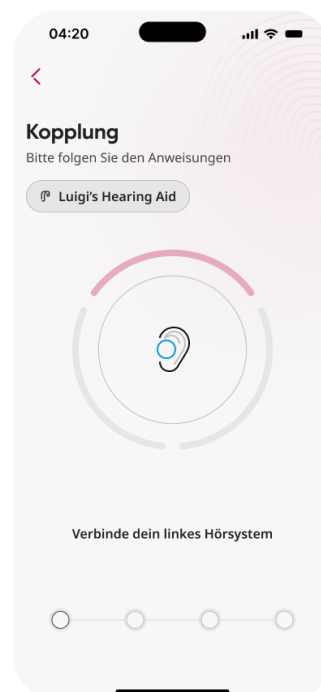 04:20
Kopplung
Bitte folgen Sie den Anweisungen
Luigi's Hearing Aid
Verbinde dein linkes Hörsystem